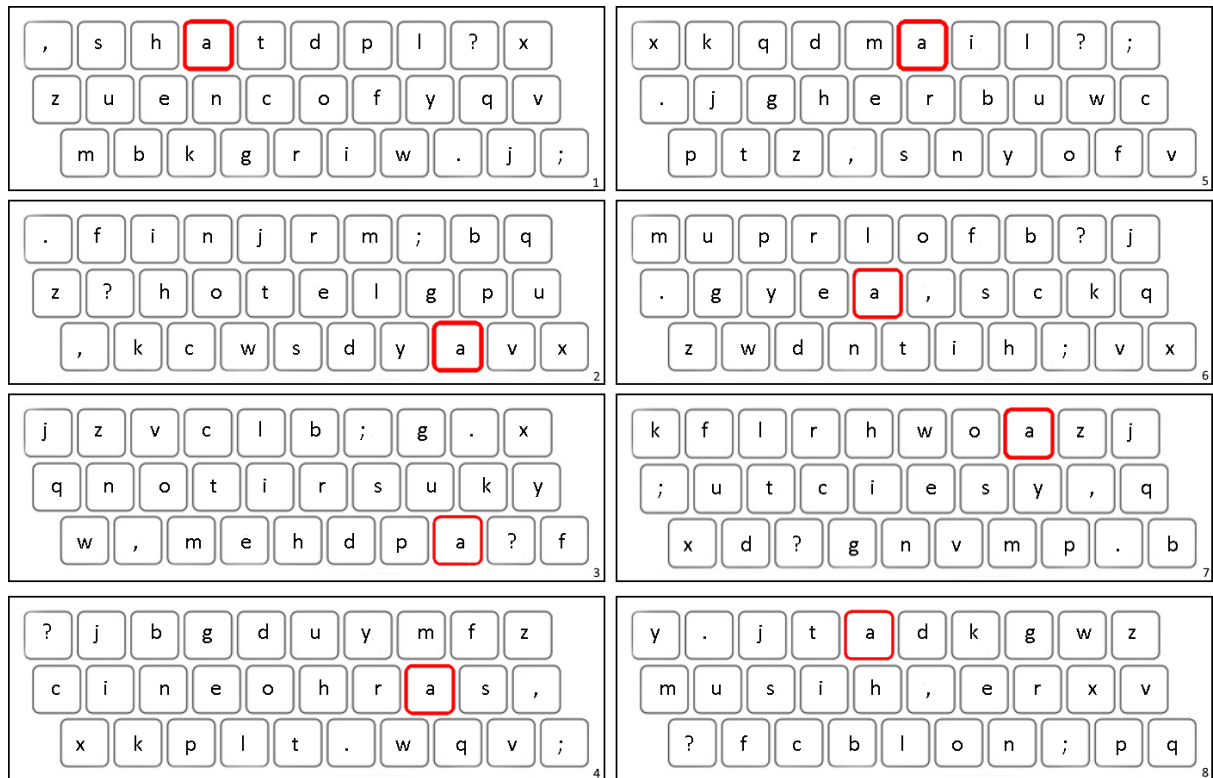 , s h a t d p l ? x
z u e n c o f y q v
m b k g r i w . j ;
1
. f i n j r m ; b q
z ? h o t e l g p u
, k c w s d y a v x
2
j z v c l b ; g . x
q n o t i r s u k y
w , m e h d p a ? f
3
? j b g d u y m f z
c i n e o h r a s ,
x k p l t . w q v ;
4
x k q d m a i l ? ;
. j g h e r b u w c
p t z , s n y o f v
5
m u p r l o f b ? j
. g y e a , s c k q
z w d n t i h ; v x
6
k f l r h w o a z j
; u t c i e s y , q
x d ? g n v m p . b
7
y . j t a d k g w z
m u s i h , e r x v
? f c b l o n ; p q
8